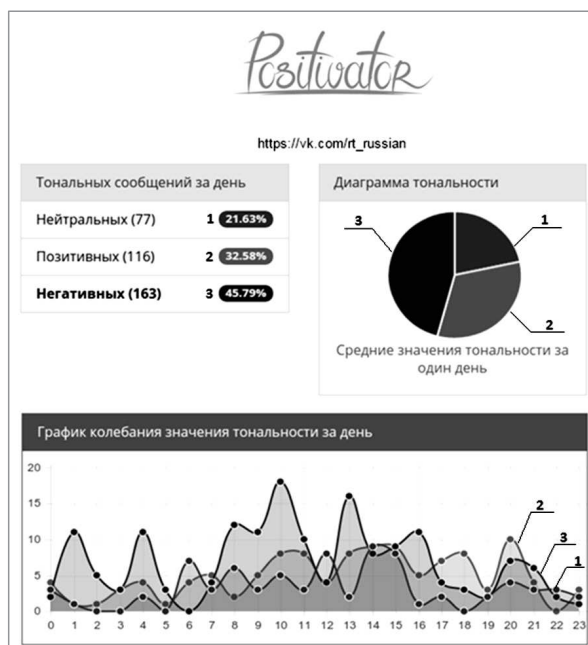 Positivator
https://vk.com/rt_russian
Тональных сообщений за день
Нейтральных (77) 1 21.63%
Позитивных (116) 2 32.58%
Негативных (163) 3 45.79%
Диаграмма тональности
3 1
2
Средние значения тональности за
один день
График колебания значения тональности за день
20
15
10
5
0
2
3
1
0 1 2 3 4 5 6 7 8 9 10 11 12 13 14 15 16 17 18 19 20 21 22 23